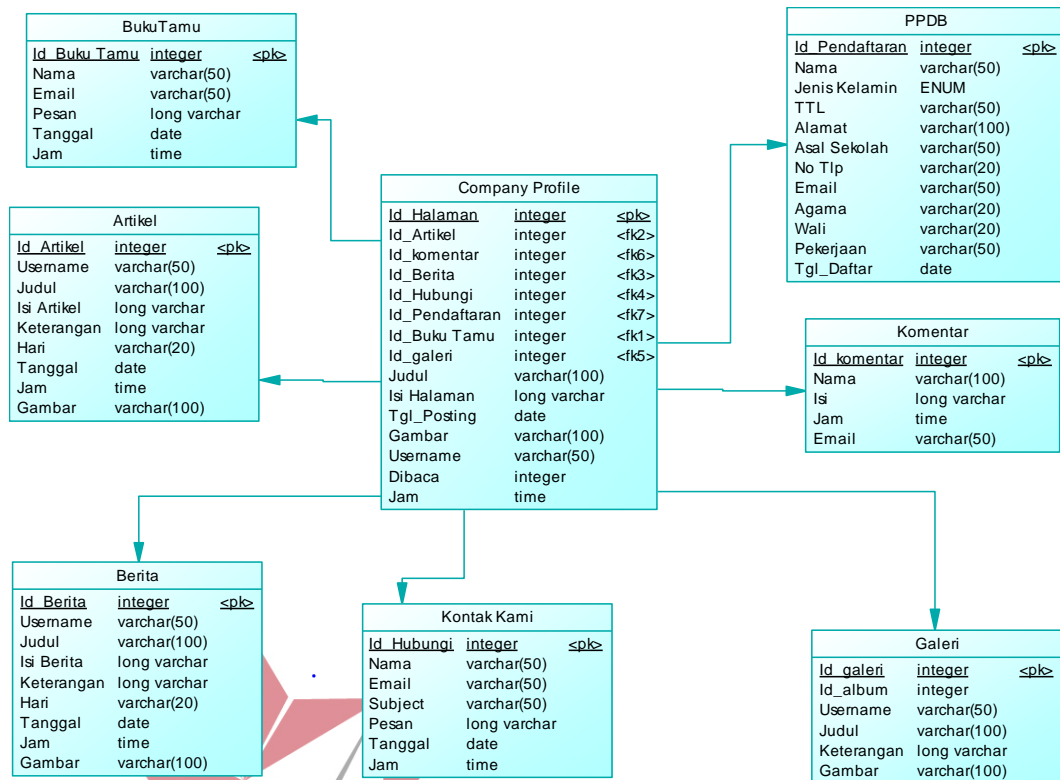 BukuTamu
Id_Buku Tamu integer <pk>
Nama varchar(50)
Email varchar(50)
Pesan long varchar
Tanggal date
Jam time
PPDB
Id_Pendaftaran integer <pk>
Nama varchar(50)
Jenis Kelamin ENUM
TTL varchar(50)
Alamat varchar(100)
Asal Sekolah varchar(50)
No Tlp varchar(20)
Email varchar(50)
Agama varchar(20)
Wali varchar(20)
Pekerjaan varchar(50)
Tgl_Daftar date
Company Profile
Id_Halaman integer <pk>
Id_Artikel integer <fk2>
Id_komentar integer <fk6>
Id_Berita integer <fk3>
Id_Hubungi integer <fk4>
Id_Pendaftaran integer <fk7>
Id_Buku Tamu integer <fk1>
Id_galeri integer <fk5>
Judul varchar(100)
Isi Halaman long varchar
Tgl_Posting date
Gambar varchar(100)
Username varchar(50)
Dibaca integer
Jam time
Artikel
Id_Artikel integer <pk>
Username varchar(50)
Judul varchar(100)
Isi Artikel long varchar
Keterangan long varchar
Hari varchar(20)
Tanggal date
Jam time
Gambar varchar(100)
Komentar
Id_komentar integer <pk>
Nama varchar(100)
Isi long varchar
Jam time
Email varchar(50)
Berita
Id_Berita integer <pk>
Username varchar(50)
Judul varchar(100)
Isi Berita long varchar
Keterangan long varchar
Hari varchar(20)
Tanggal date
Jam time
Gambar varchar(100)
Kontak Kami
Id_Hubungi integer <pk>
Nama varchar(50)
Email varchar(50)
Subject varchar(50)
Pesan long varchar
Tanggal date
Jam time
Galeri
Id_galeri integer <pk>
Id_album integer
Username varchar(50)
Judul varchar(100)
Keterangan long varchar
Gambar varchar(100)